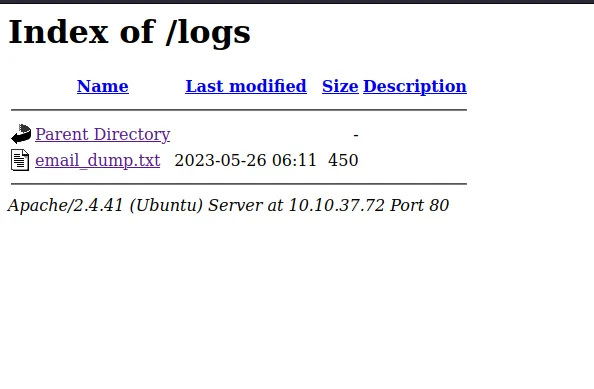 Index of /logs
Name Last modified Size Description
Parent Directory -
email_dump.txt 2023-05-26 06:11 450
Apache/2.4.41 (Ubuntu) Server at 10.10.37.72 Port 80